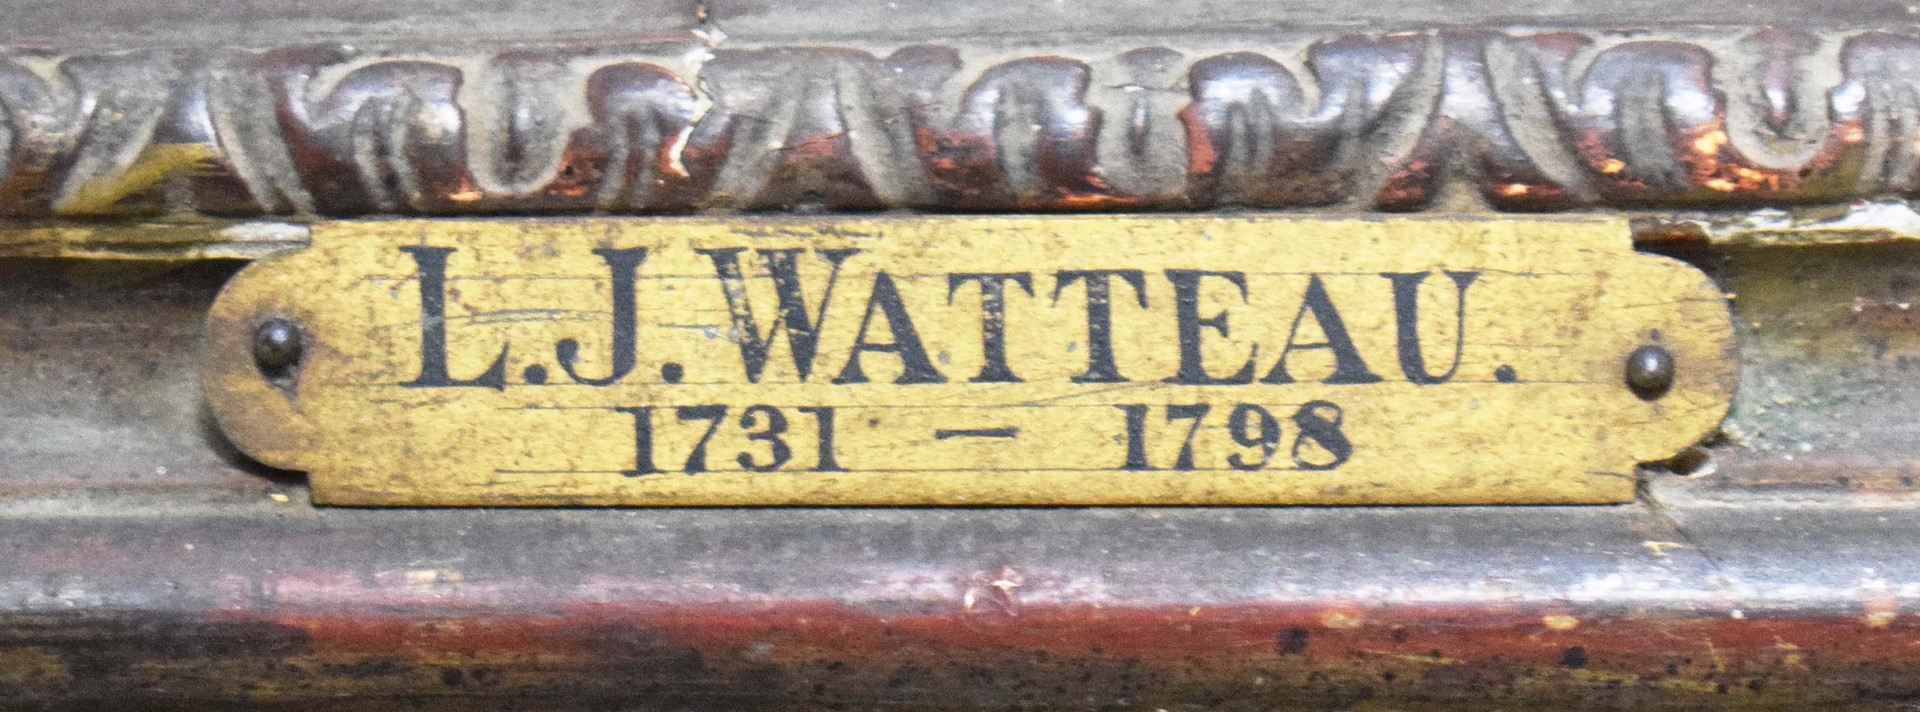 L.J.WATTEAU.
1731 — 1798